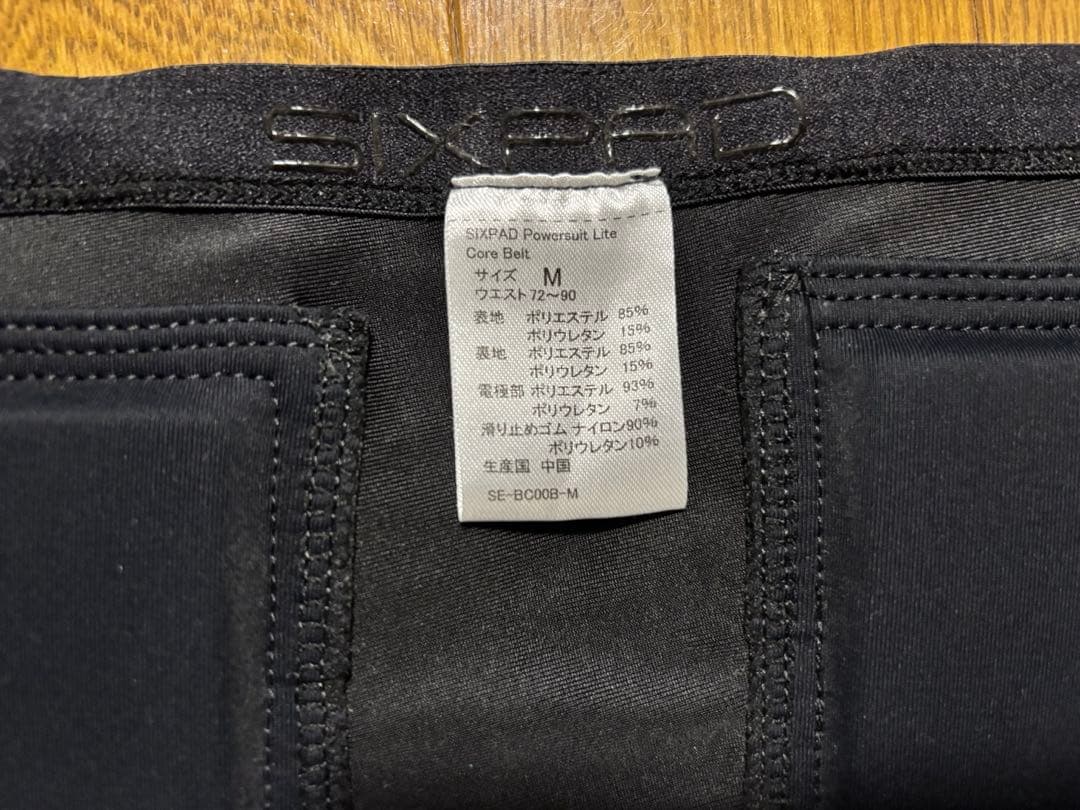 SIXPAD
SIXPAD Powersuit Lite
Core Belt
サイズ M
ウエスト72～90
表地 ポリエステル 85%
ポリウレタン 15%
裏地 ポリエステル 85%
ポリウレタン 15%
電極部 ポリエステル 93%
ポリウレタン 7%
滑り止めゴム ナイロン90%
ポリウレタン10%
生産国 中国
SE-BC00B-M